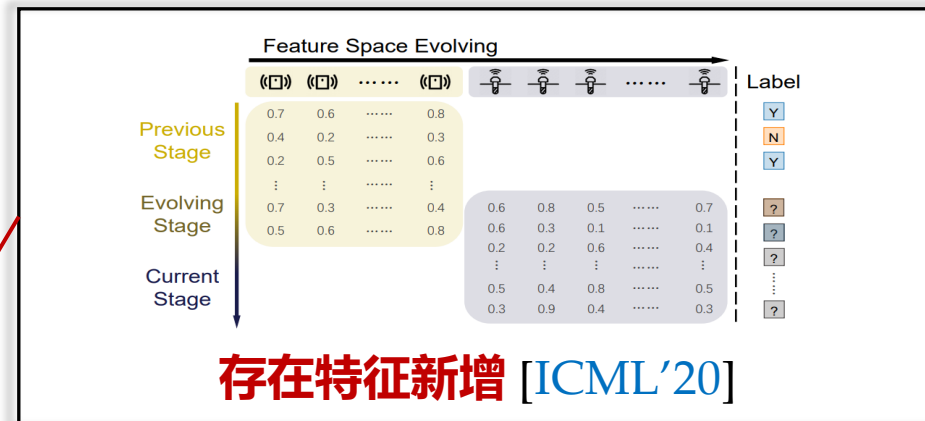 Feature Space Evolving
…… …… Label
Previous Stage
0.7 0.6 …… 0.8 Y
0.4 0.2 …… 0.3 N
0.2 0.5 …… 0.6 Y
⋮ ⋮ …… ⋮
Evolving Stage
0.7 0.3 …… 0.4 0.6 0.8 0.5 …… 0.7 ?
0.5 0.6 …… 0.8 0.6 0.3 0.1 …… 0.1 ?
0.2 0.2 0.6 …… 0.4 ?
Current Stage
⋮ ⋮ ⋮ …… ⋮ ⋮
0.5 0.4 0.8 …… 0.5
0.3 0.9 0.4 …… 0.3 ?
存在特征新增 [ICML'20]